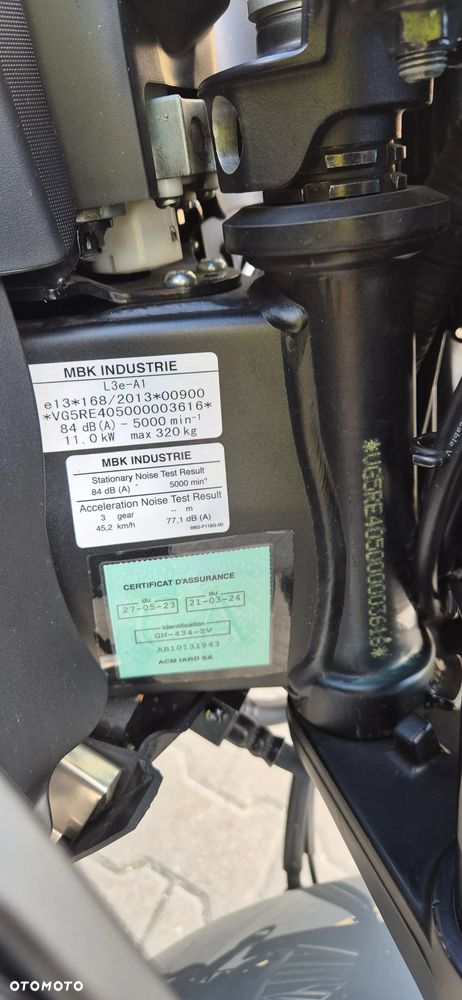 MBK INDUSTRIE
L3e-A1
e13*168/2013*00900
*VG5RE405000003616*
84 dB(A) - 5000 min⁻¹
11.0 kW max 320 kg
MBK INDUSTRIE
Stationary Noise Test Result
84 dB (A) - 5000 min⁻¹
Acceleration Noise Test Result
3 gear -- m
45,2 km/h 77,1 dB (A)
B8G-F118G-00
CERTIFICAT D'ASSURANCE
du au
27-05-23 21-03-24
Identification
GN-434-ZV
AB10131943
ACM IARD SA
*VG5RE405000003616*
OTOMOTO